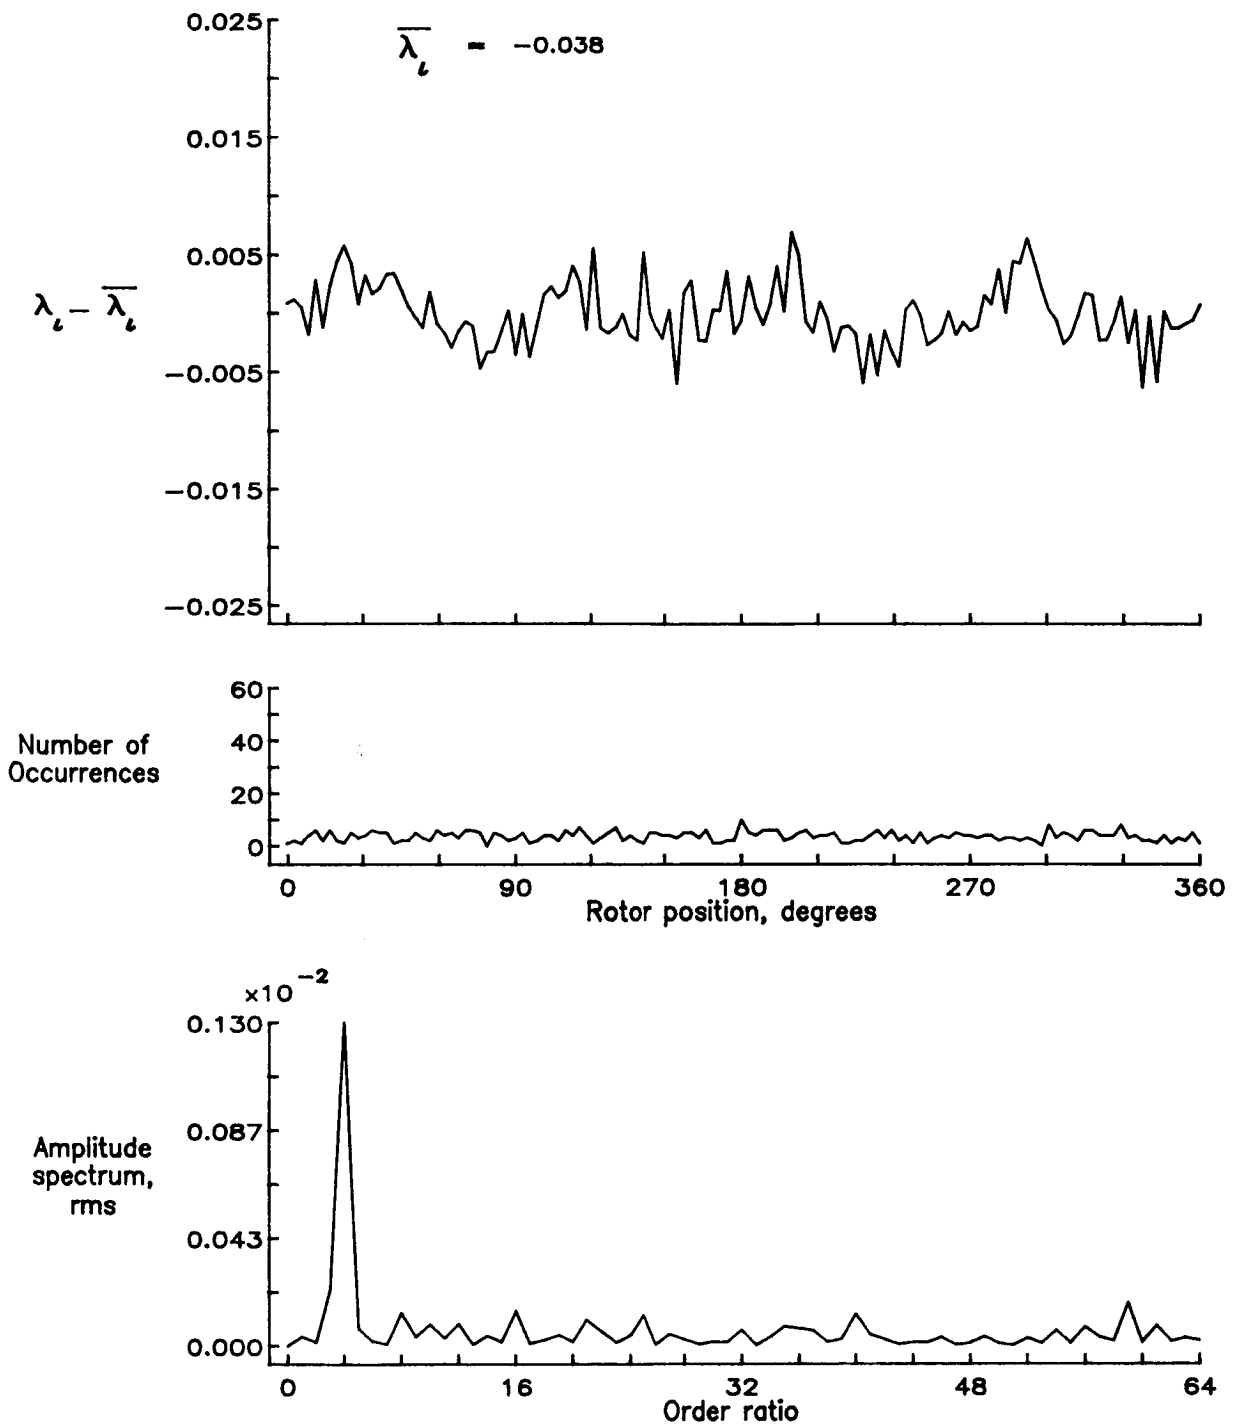 0.025
λ̅ᵢ = −0.038
0.015
0.005
λᵢ − λ̅ᵢ
−0.005
−0.015
−0.025
60
Number of
Occurrences
40
20
0
0 90 180 270 360
Rotor position, degrees
×10⁻²
0.130
0.087
Amplitude
spectrum,
rms
0.043
0.000
0 16 32 48 64
Order ratio